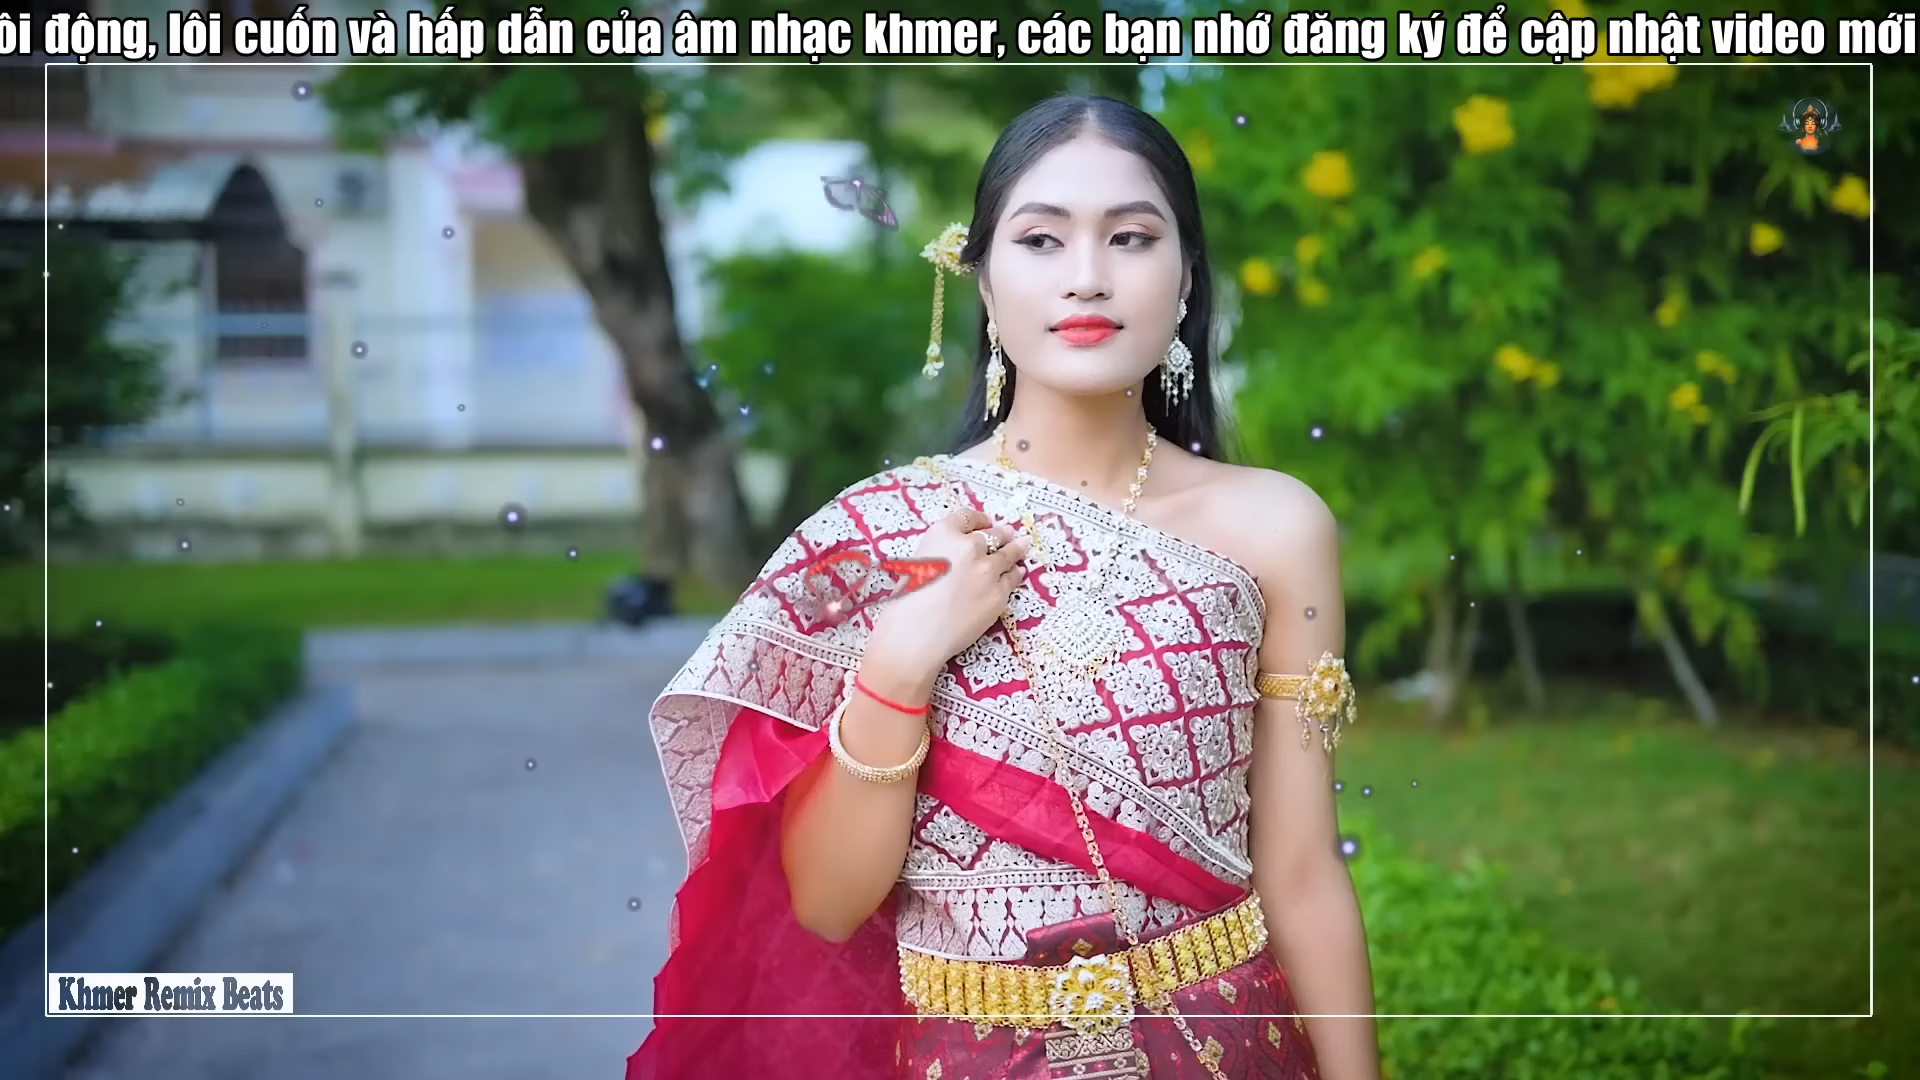 ôi động, lôi cuốn và hấp dẫn của âm nhạc khmer, các bạn nhớ đăng ký để cập nhật video mới
Khmer Remix Beats